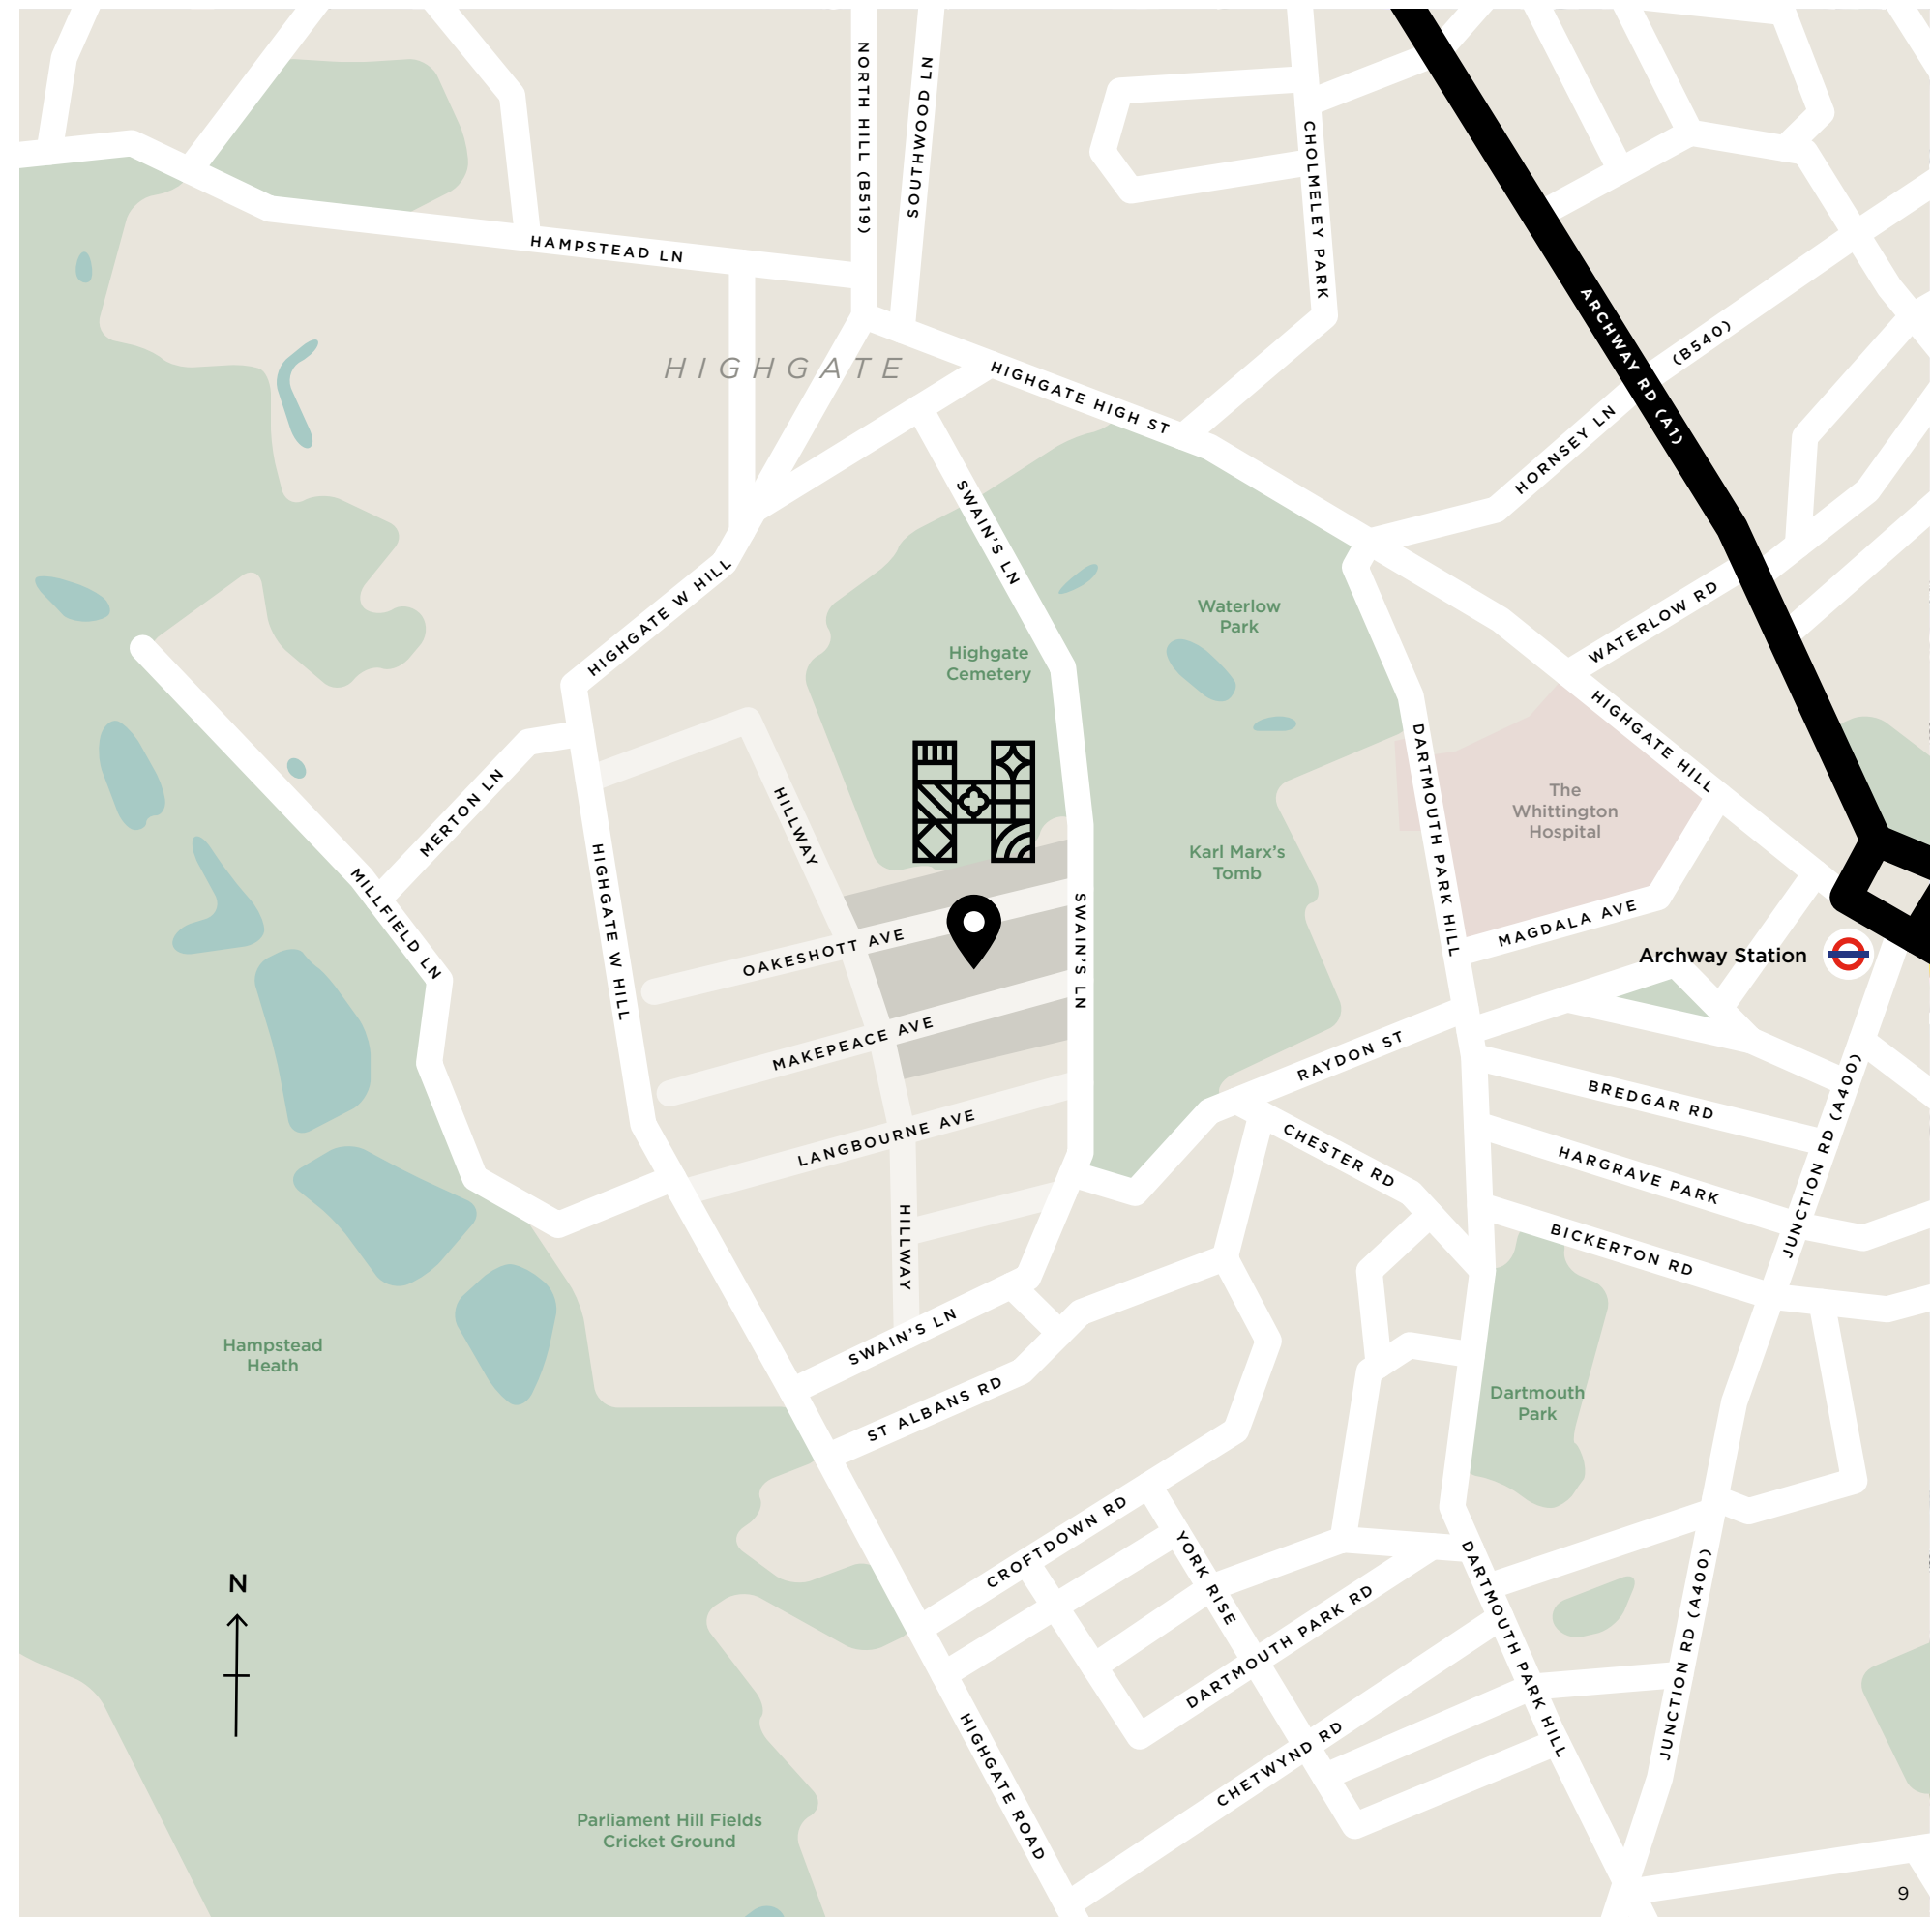 NORTH HILL (B519)
SOUTHWOOD LN
CHOLMELEY PARK
HAMPSTEAD LN
ARCHWAY RD (A1)
(B540)
HIGHGATE
HIGHGATE HIGH ST
HORNSEY LN
SWAIN'S LN
HIGHGATE W HILL
Waterlow
Park
WATERLOW RD
Highgate
Cemetery
HIGHGATE HILL
DARTMOUTH PARK HILL
MERTON LN
HILLWAY
The
Whittington
Hospital
HIGHGATE W HILL
Karl Marx's
Tomb
MILLFIELD LN
SWAIN'S LN
MAGDALA AVE
OAKESHOTT AVE
Archway Station
MAKEPEACE AVE
RAYDON ST
JUNCTION RD (A400)
BREDGAR RD
LANGBOURNE AVE
CHESTER RD
HARGRAVE PARK
HILLWAY
BICKERTON RD
SWAIN'S LN
Hampstead
Heath
ST ALBANS RD
Dartmouth
Park
CROFTDOWN RD
YORK RISE
DARTMOUTH PARK HILL
JUNCTION RD (A400)
N
DARTMOUTH PARK RD
HIGHGATE ROAD
CHETWYND RD
Parliament Hill Fields
Cricket Ground
9